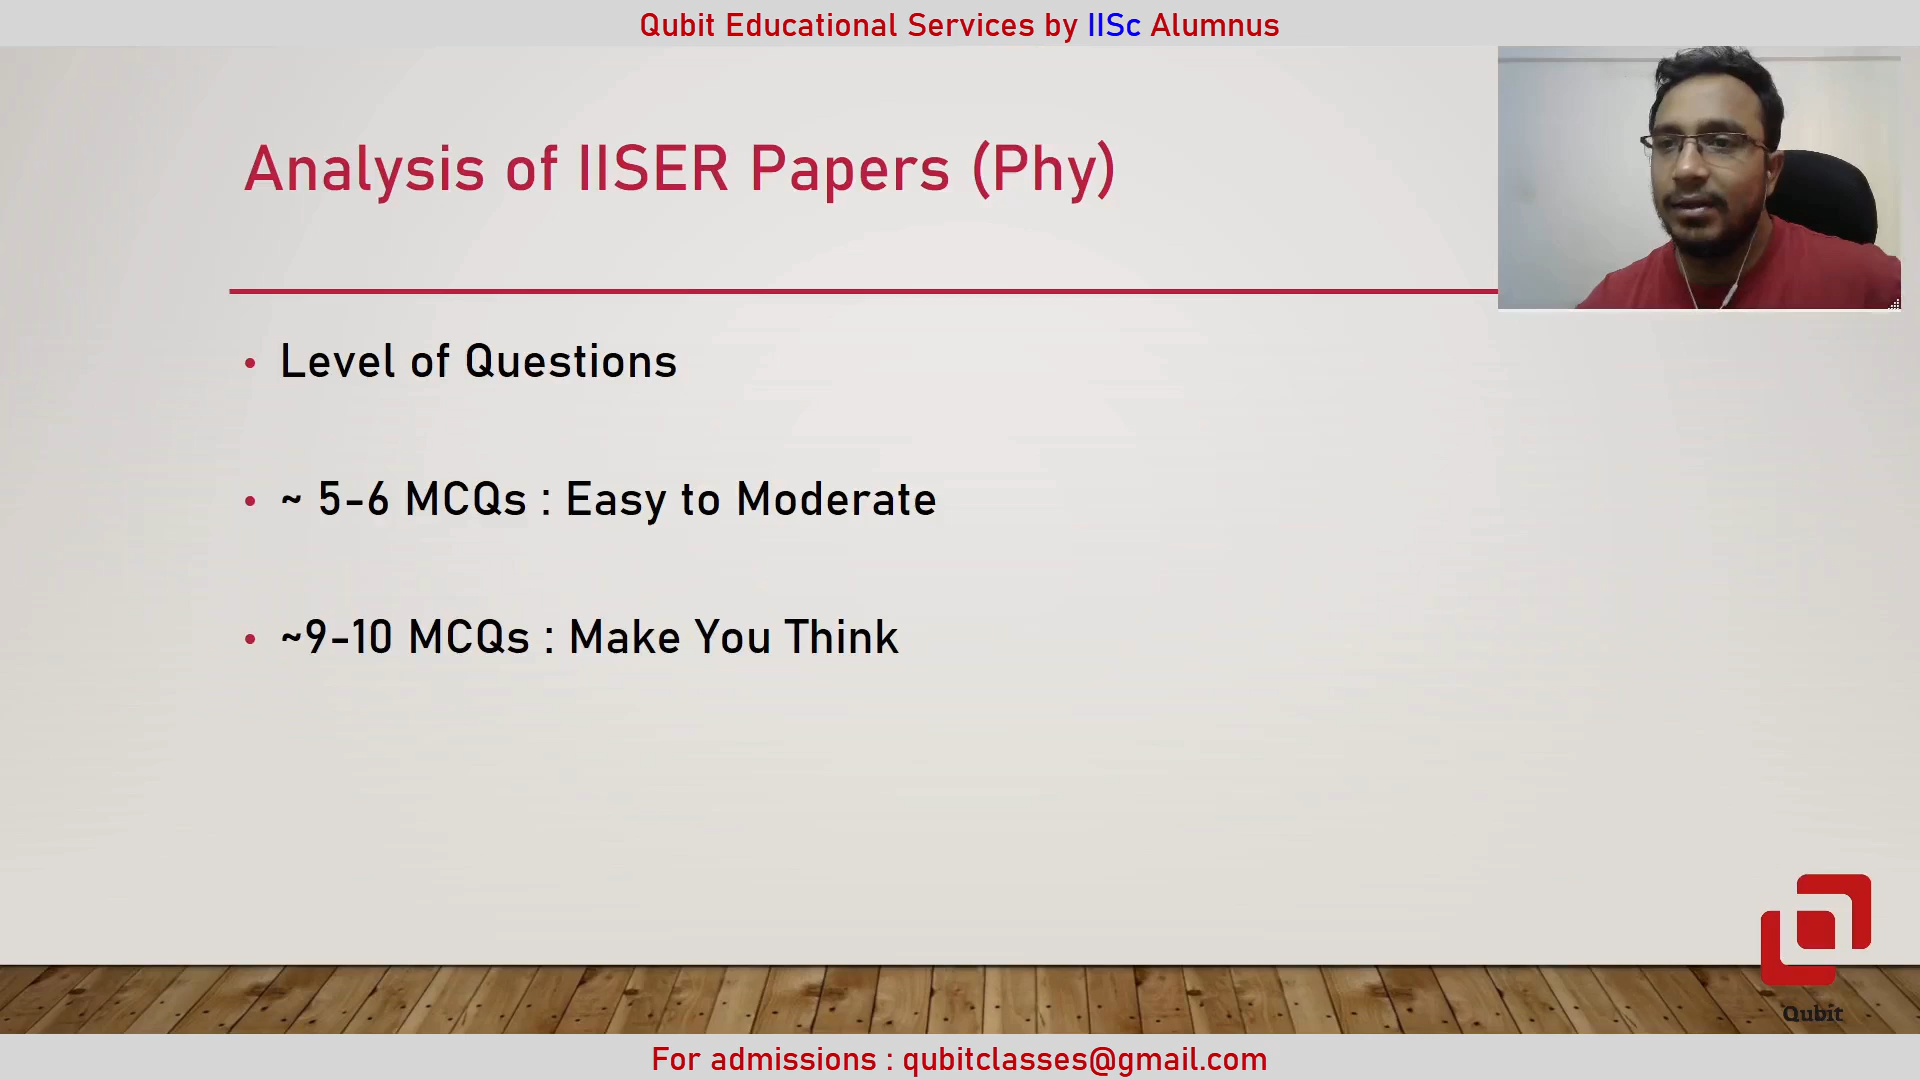 Qubit Educational Services by IISc Alumnus
Analysis of IISER Papers (Phy)
• Level of Questions
• ~ 5-6 MCQs : Easy to Moderate
• ~9-10 MCQs : Make You Think
Qubit
For admissions : qubitclasses@gmail.com